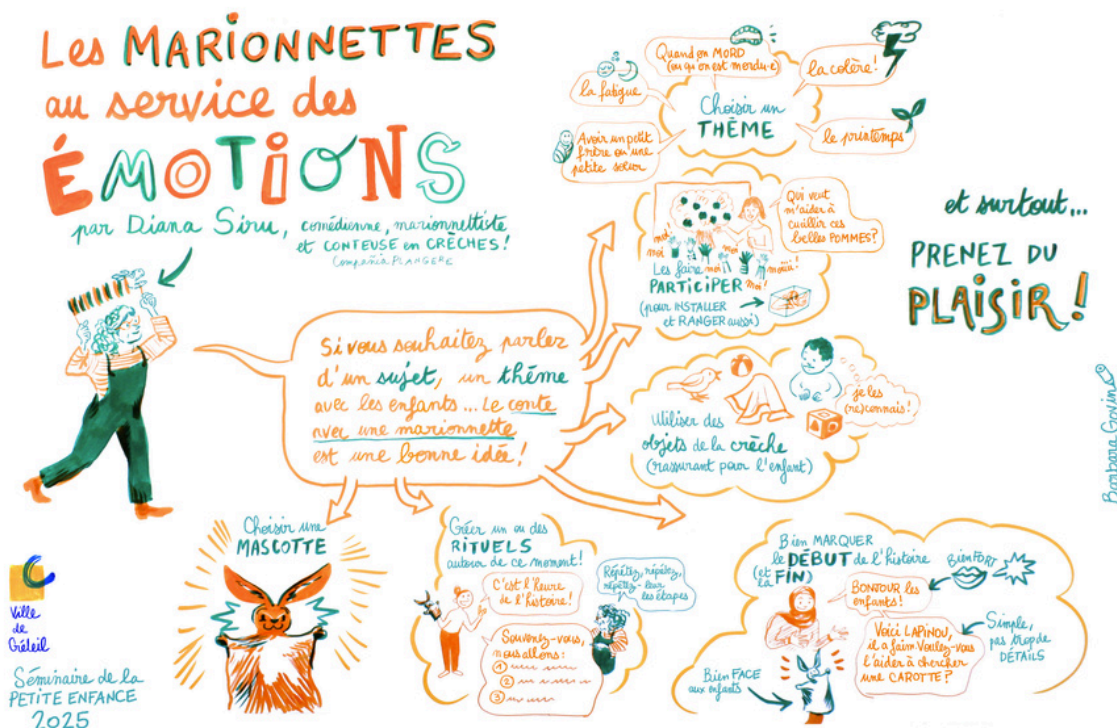 Les MARIONNETTES
au service des
ÉMOTIONS
par Diana Siru, comédienne, marionnettiste
et CONTEUSE en CRÈCHES !
Compañia PLANGERE
Si vous souhaitez parler
d'un sujet, un thème
avec les enfants... Le conte
avec une marionnette
est une bonne idée !
Choisir un
THÈME
la fatigue
Quand on MORD
(ou qu'on est mordu·e)
la colère !
le printemps
Avoir un petit
frère ou une
petite sœur
Qui veut
m'aider à
cueillir ces
belles POMMES ?
moi !
moi
moi
moi
moi !
Les faire
PARTICIPER
(pour INSTALLER
et RANGER aussi)
Utiliser des
objets de la crèche
(rassurant pour l'enfant)
je les
(re)connais !
Bien MARQUER
le DÉBUT de l'histoire
(et la FIN)
Bien FORT
BONJOUR les
enfants !
Voici LAPINOU,
il a faim. Voulez-vous
l'aider à chercher
une CAROTTE ?
Simple,
pas trop de
DÉTAILS
Bien FACE
aux enfants
Créer un ou des
RITUELS
autour de ce moment !
C'est l'heure
de l'histoire !
Répétez, répétez,
répétez-leur
les étapes
Souvenez-vous,
nous allons :
1
2
3
Choisir une
MASCOTTE
et surtout...
PRENEZ DU
PLAISIR !
Barbara Govin
Ville
de
Créteil
Séminaire de la
PETITE ENFANCE
2025